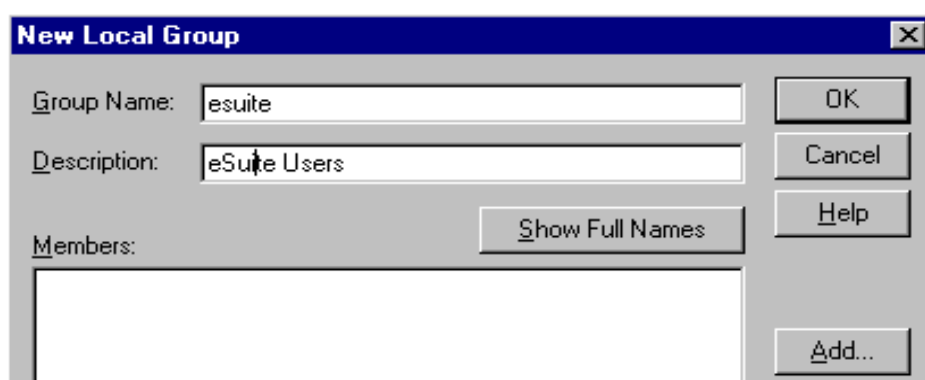 New Local Group
Group Name: esuite OK
Description: eSuite Users Cancel
Show Full Names Help
Members:
Add...